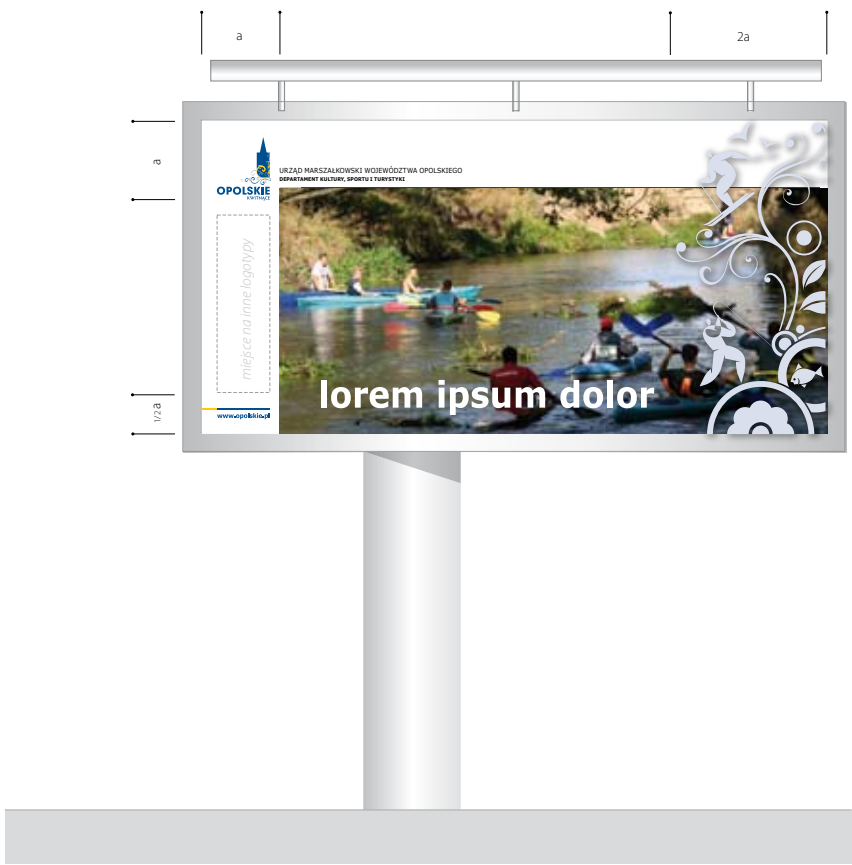 a
2a
a
URZĄD MARSZAŁKOWSKI WOJEWÓDZTWA OPOLSKIEGO
DEPARTAMENT KULTURY, SPORTU I TURYSTYKI
OPOLSKIE
KWITNĄCE
miejsce na inne logotypy
lorem ipsum dolor
1/2 a
www.opolskie.pl